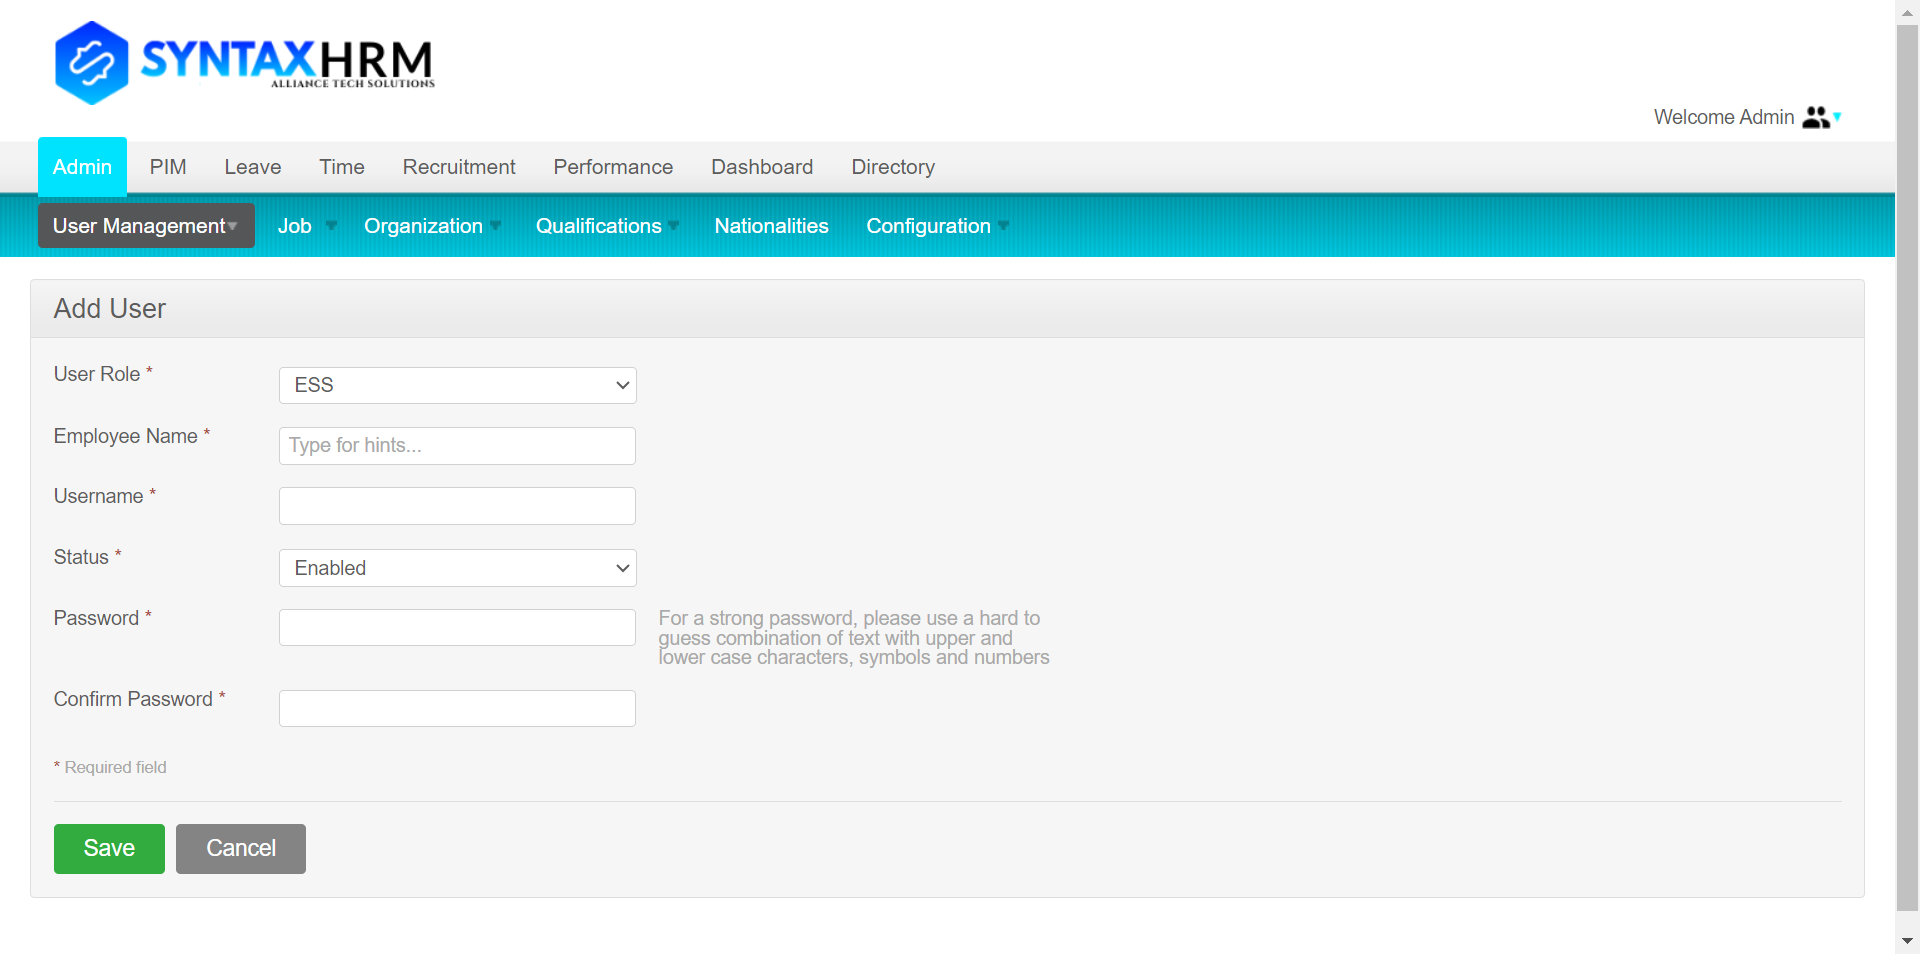 SYNTAXHRM
ALLIANCE TECH SOLUTIONS
Welcome Admin
Admin PIM Leave Time Recruitment Performance Dashboard Directory
User Management Job Organization Qualifications Nationalities Configuration
Add User
User Role *
ESS
Employee Name *
Type for hints...
Username *
Status *
Enabled
Password *
For a strong password, please use a hard to
guess combination of text with upper and
lower case characters, symbols and numbers
Confirm Password *
* Required field
Save Cancel